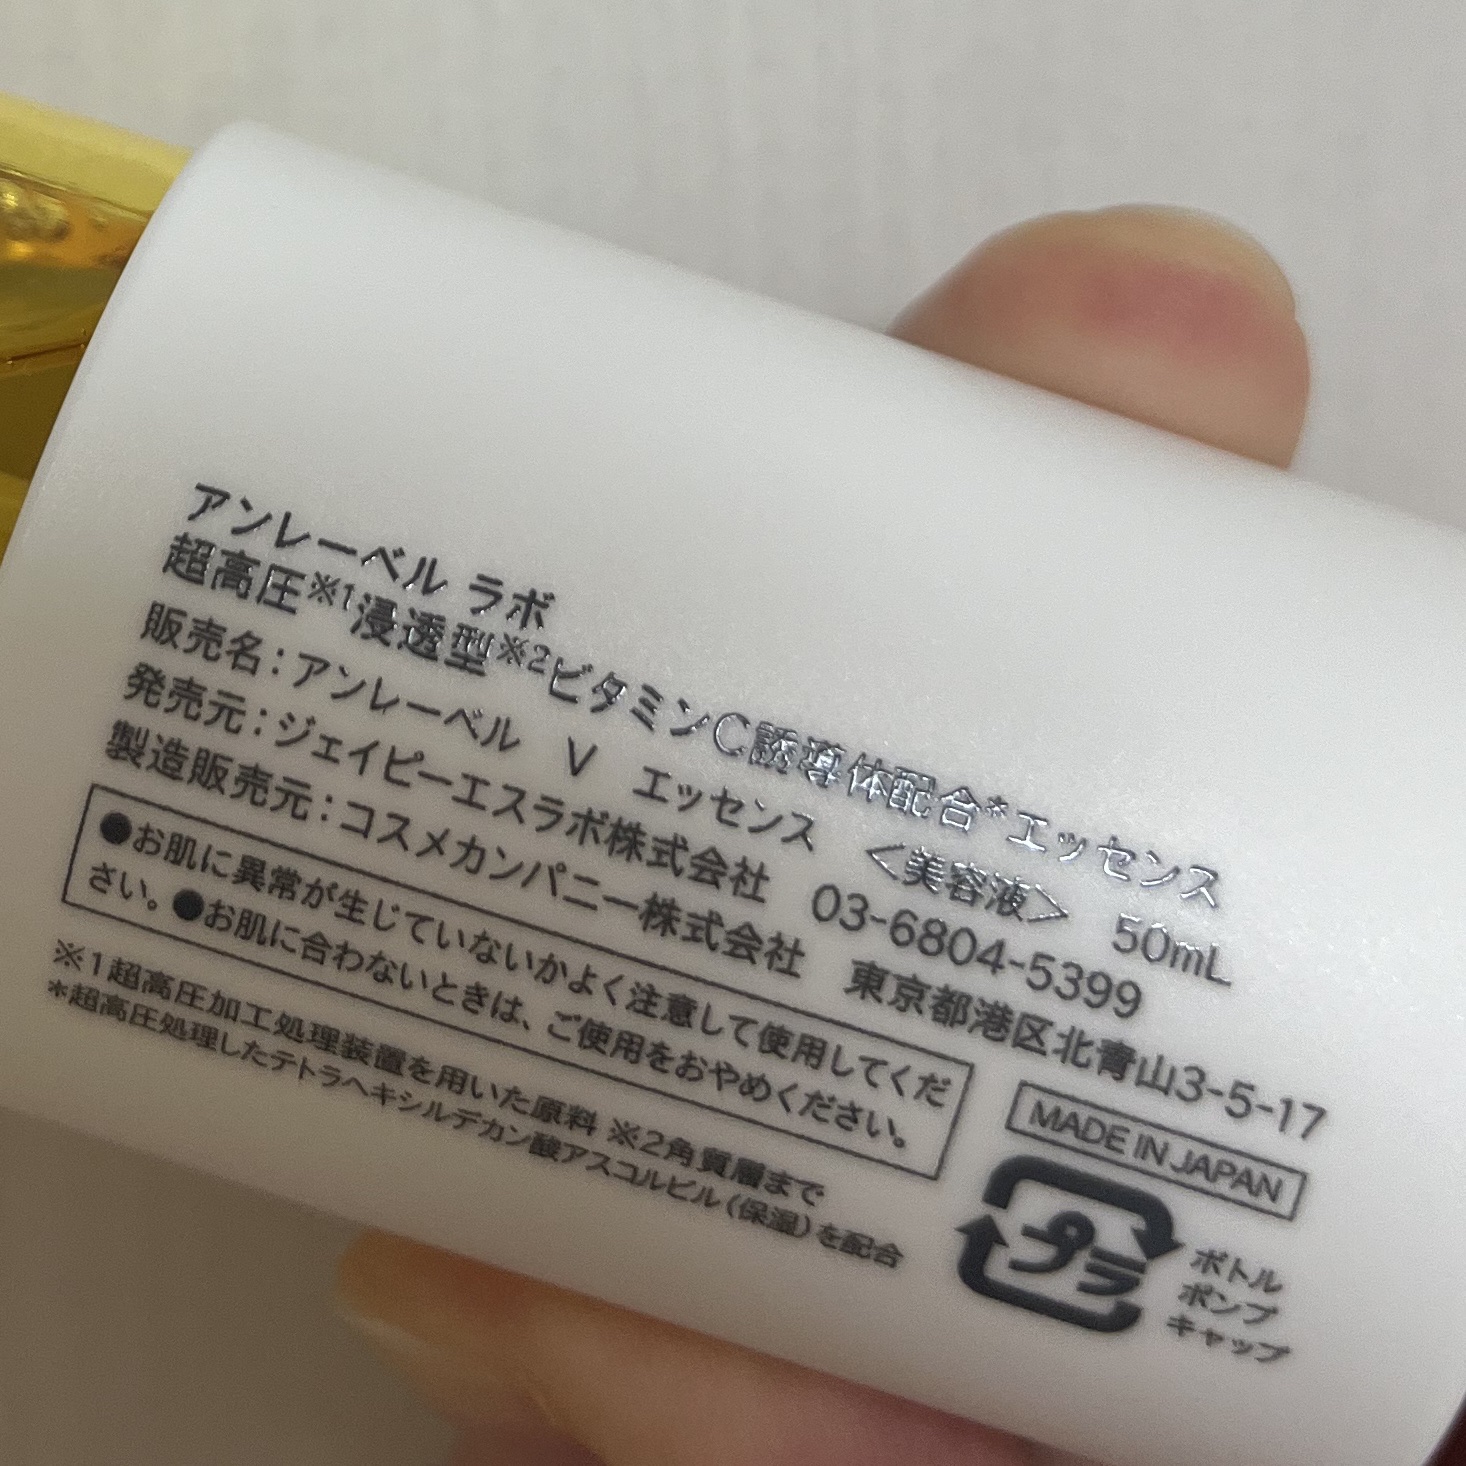 アンレーベル ラボ
超高圧※1浸透型※2ビタミンC誘導体配合*エッセンス
販売名:アンレーベル V エッセンス <美容液> 50mL
発売元:ジェイピーエスラボ株式会社 03-6804-5399
製造販売元:コスメカンパニー株式会社 東京都港区北青山3-5-17
●お肌に異常が生じていないかよく注意して使用してくだ
さい。●お肌に合わないときは、ご使用をおやめください。
※1超高圧加工処理装置を用いた原料 ※2角質層まで
*超高圧処理したテトラヘキシルデカン酸アスコルビル(保湿)を配合
MADE IN JAPAN
プラ
ボトル
ポンプ
キャップ